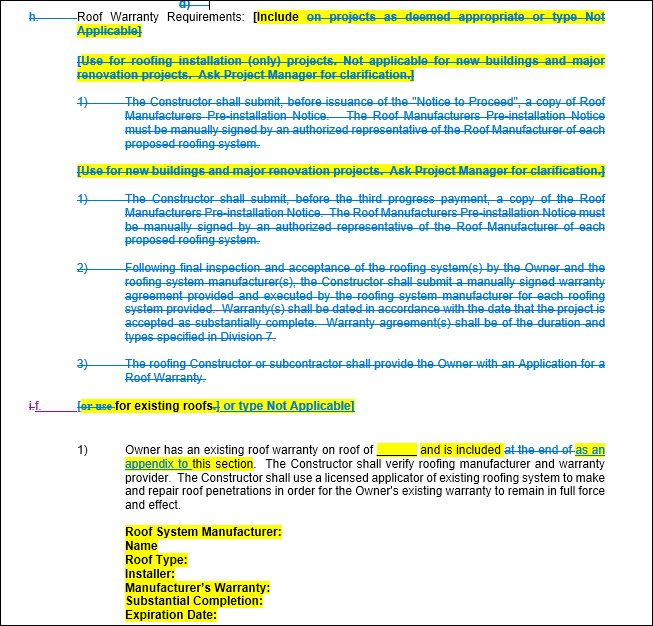 d)
h. Roof Warranty Requirements: [Include on projects as deemed appropriate or type Not
Applicable]
[Use for roofing installation (only) projects. Not applicable for new buildings and major
renovation projects. Ask Project Manager for clarification.]
1) The Constructor shall submit, before issuance of the "Notice to Proceed", a copy of Roof
Manufacturers Pre-installation Notice. The Roof Manufacturers Pre-installation Notice
must be manually signed by an authorized representative of the Roof Manufacturer of each
proposed roofing system.
[Use for new buildings and major renovation projects. Ask Project Manager for clarification.]
1) The Constructor shall submit, before the third progress payment, a copy of the Roof
Manufacturers Pre-installation Notice. The Roof Manufacturers Pre-installation Notice must
be manually signed by an authorized representative of the Roof Manufacturer of each
proposed roofing system.
2) Following final inspection and acceptance of the roofing system(s) by the Owner and the
roofing system manufacturer(s), the Constructor shall submit a manually signed warranty
agreement provided and executed by the roofing system manufacturer for each roofing
system provided. Warranty(s) shall be dated in accordance with the date that the project is
accepted as substantially complete. Warranty agreement(s) shall be of the duration and
types specified in Division 7.
3) The roofing Constructor or subcontractor shall provide the Owner with an Application for a
Roof Warranty.
i.f. [or use for existing roofs.] or type Not Applicable]
1) Owner has an existing roof warranty on roof of ______ and is included at the end of as an
appendix to this section. The Constructor shall verify roofing manufacturer and warranty
provider. The Constructor shall use a licensed applicator of existing roofing system to make
and repair roof penetrations in order for the Owner's existing warranty to remain in full force
and effect.
Roof System Manufacturer:
Name
Roof Type:
Installer:
Manufacturer's Warranty:
Substantial Completion:
Expiration Date: